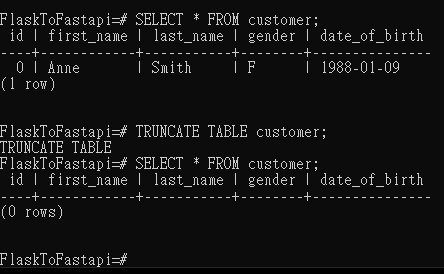 FlaskToFastapi=# SELECT * FROM customer;
 id | first_name | last_name | gender | date_of_birth
----+------------+-----------+--------+---------------
  0 | Anne       | Smith     | F      | 1988-01-09
(1 row)
FlaskToFastapi=# TRUNCATE TABLE customer;
TRUNCATE TABLE
FlaskToFastapi=# SELECT * FROM customer;
 id | first_name | last_name | gender | date_of_birth
----+------------+-----------+--------+---------------
(0 rows)
FlaskToFastapi=#